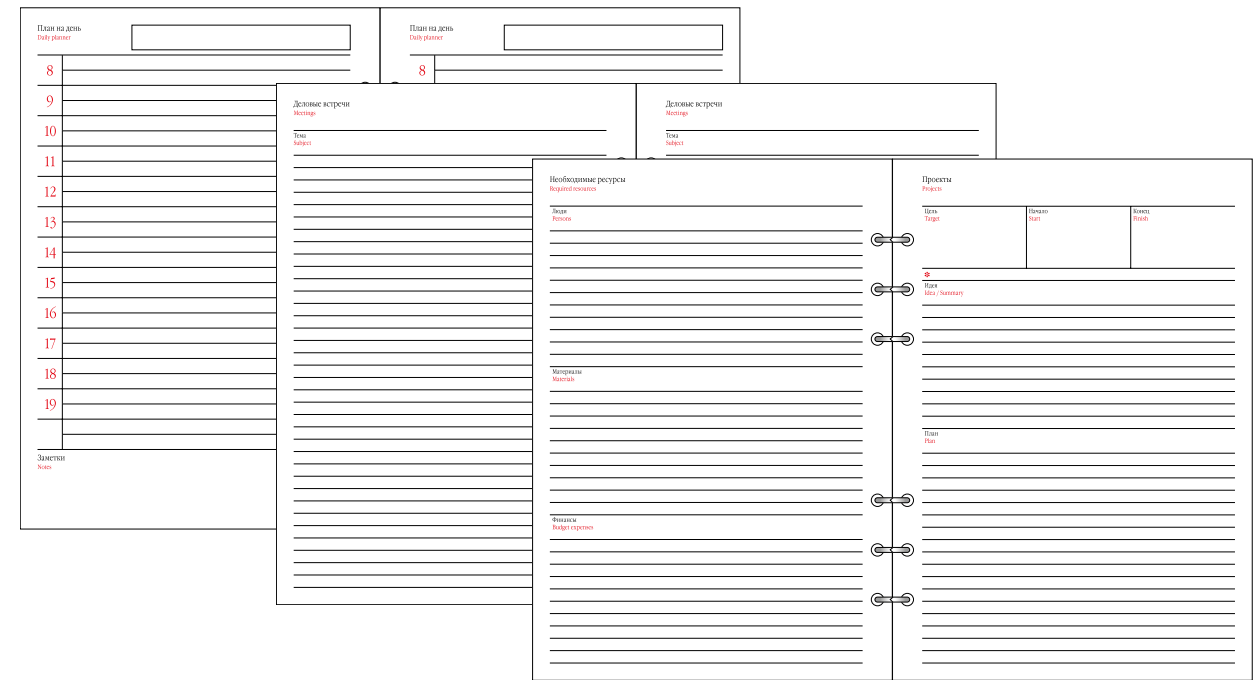 План на день
Daily planner
8
9
10
11
12
13
14
15
16
17
18
19
Заметки
Notes
План на день
Daily planner
8
Деловые встречи
Meetings
Тема
Subject
Деловые встречи
Meetings
Тема
Subject
Необходимые ресурсы
Required resources
Люди
Persons
Материалы
Materials
Финансы
Budget expenses
Проекты
Projects
Цель
Target
Начало
Start
Конец
Finish
*
Идея
Idea / Summary
План
Plan